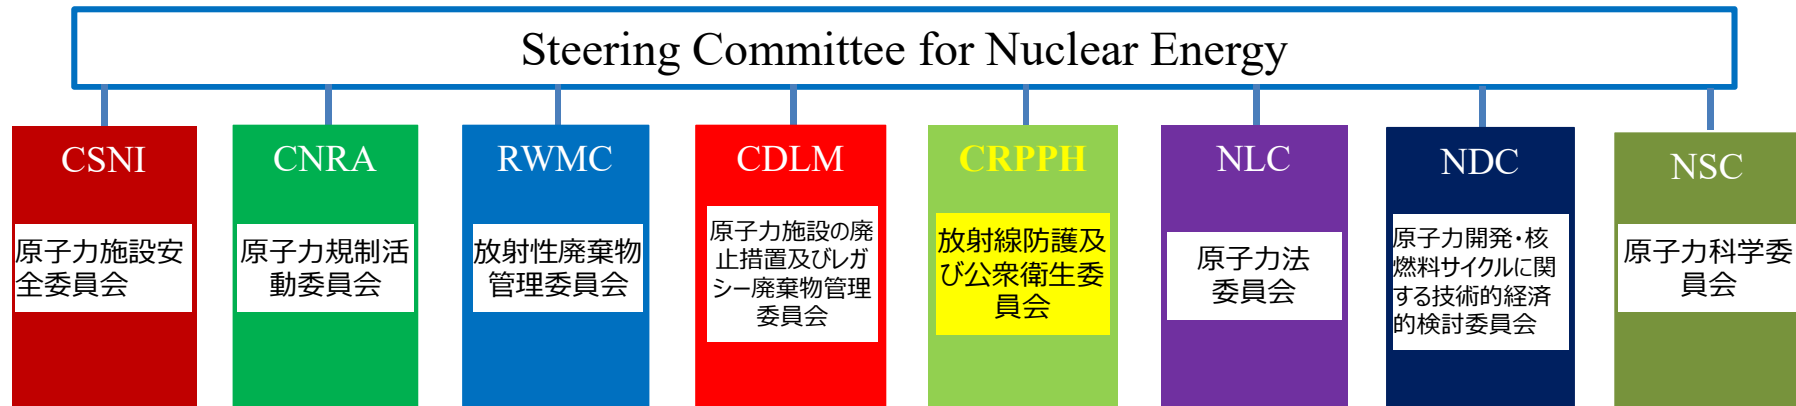 Steering Committee for Nuclear Energy
CSNI
原子力施設安
全委員会
CNRA
原子力規制活
動委員会
RWMC
放射性廃棄物
管理委員会
CDLM
原子力施設の廃
止措置及びレガ
シー廃棄物管理
委員会
CRPPH
放射線防護及
び公衆衛生委
員会
NLC
原子力法
委員会
NDC
原子力開発・核
燃料サイクルに関
する技術的経済
的検討委員会
NSC
原子力科学委
員会